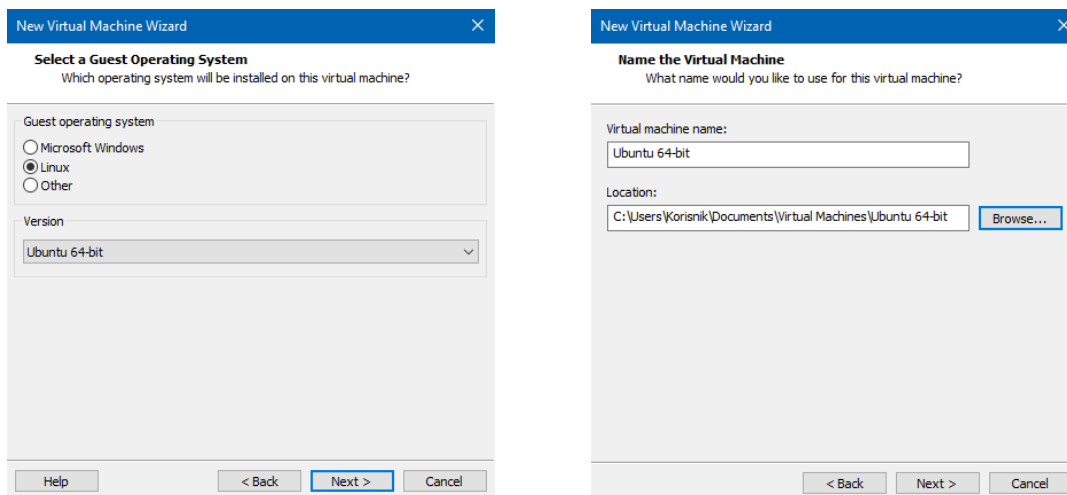 New Virtual Machine Wizard
Select a Guest Operating System
Which operating system will be installed on this virtual machine?
Guest operating system
Microsoft Windows
Linux
Other
Version
Ubuntu 64-bit
Help
< Back
Next >
Cancel
New Virtual Machine Wizard
Name the Virtual Machine
What name would you like to use for this virtual machine?
Virtual machine name:
Ubuntu 64-bit
Location:
C:\Users\Korisnik\Documents\Virtual Machines\Ubuntu 64-bit
Browse...
< Back
Next >
Cancel